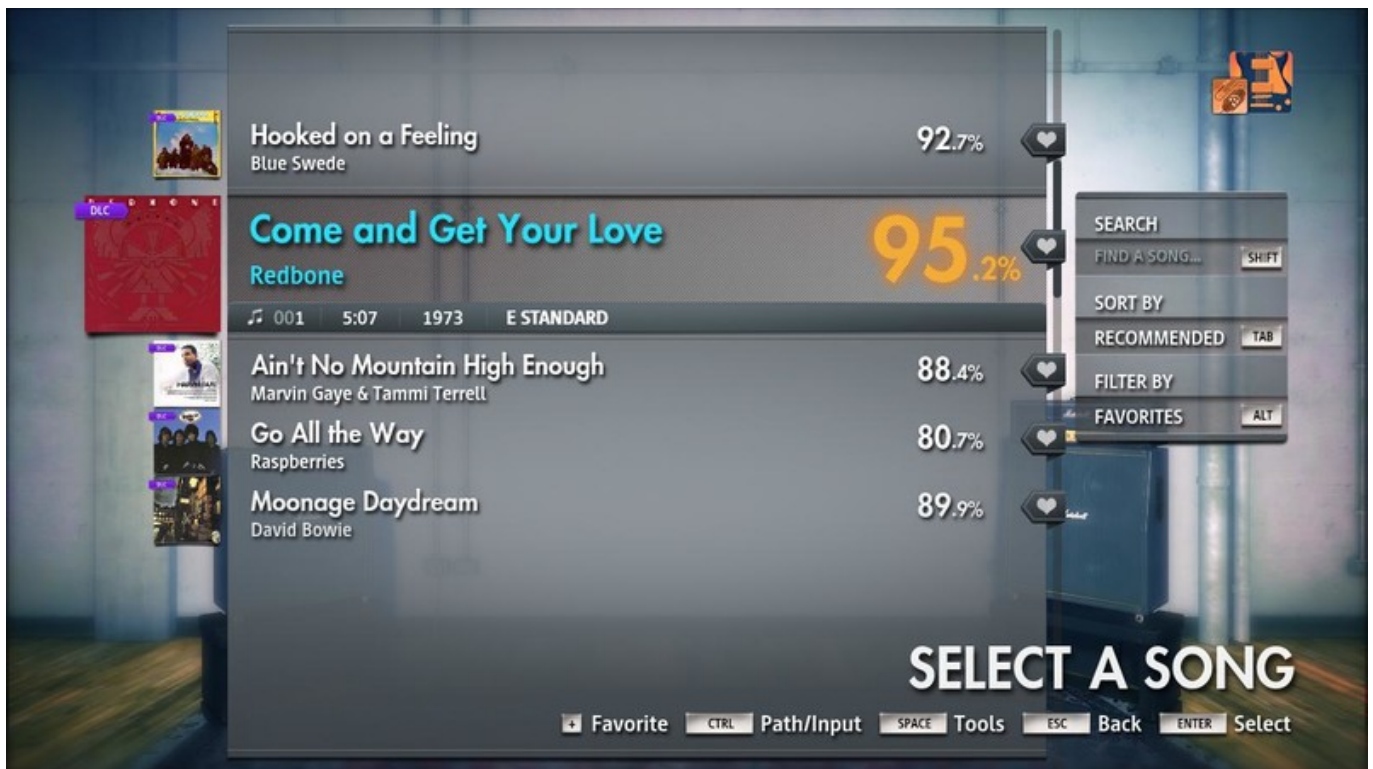 Hooked on a Feeling
92.7%
Blue Swede
DLC
REDBONE
Come and Get Your Love
95.2%
Redbone
001 5:07 1973 E STANDARD
Ain't No Mountain High Enough
88.4%
Marvin Gaye & Tammi Terrell
Go All the Way
80.7%
Raspberries
Moonage Daydream
89.9%
David Bowie
SEARCH
FIND A SONG... SHIFT
SORT BY
RECOMMENDED TAB
FILTER BY
FAVORITES ALT
Marshall
SELECT A SONG
+ Favorite CTRL Path/Input SPACE Tools ESC Back ENTER Select